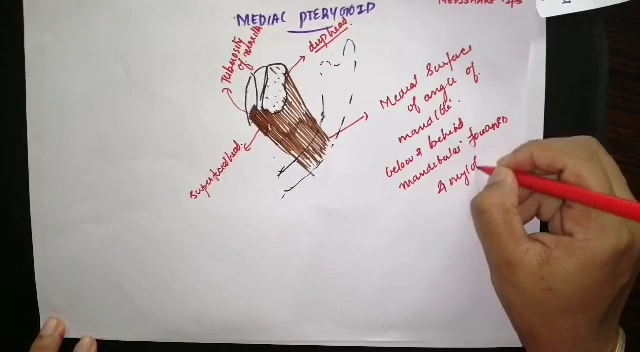 MEDIAL PTERYGOID
deep head
Tuberosity
of maxilla
superficial head
Medial Surface
of angle of
mandible
below & behind
mandibular foramen
& mylo